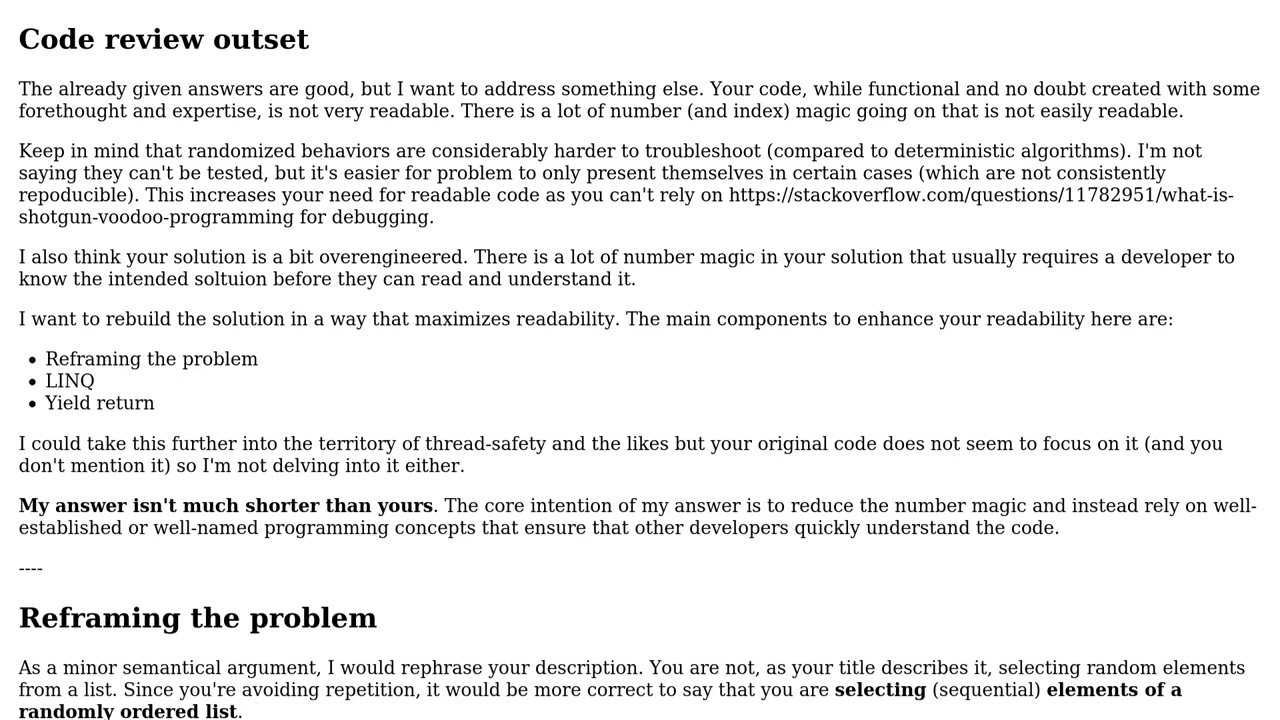 Code review outset
The already given answers are good, but I want to address something else. Your code, while functional and no doubt created with some
forethought and expertise, is not very readable. There is a lot of number (and index) magic going on that is not easily readable.
Keep in mind that randomized behaviors are considerably harder to troubleshoot (compared to deterministic algorithms). I'm not
saying they can't be tested, but it's easier for problem to only present themselves in certain cases (which are not consistently
repoducible). This increases your need for readable code as you can't rely on https://stackoverflow.com/questions/11782951/what-is-
shotgun-voodoo-programming for debugging.
I also think your solution is a bit overengineered. There is a lot of number magic in your solution that usually requires a developer to
know the intended soltuion before they can read and understand it.
I want to rebuild the solution in a way that maximizes readability. The main components to enhance your readability here are:
• Reframing the problem
• LINQ
• Yield return
I could take this further into the territory of thread-safety and the likes but your original code does not seem to focus on it (and you
don't mention it) so I'm not delving into it either.
My answer isn't much shorter than yours. The core intention of my answer is to reduce the number magic and instead rely on well-
established or well-named programming concepts that ensure that other developers quickly understand the code.
----
Reframing the problem
As a minor semantical argument, I would rephrase your description. You are not, as your title describes it, selecting random elements
from a list. Since you're avoiding repetition, it would be more correct to say that you are selecting (sequential) elements of a
randomly ordered list.